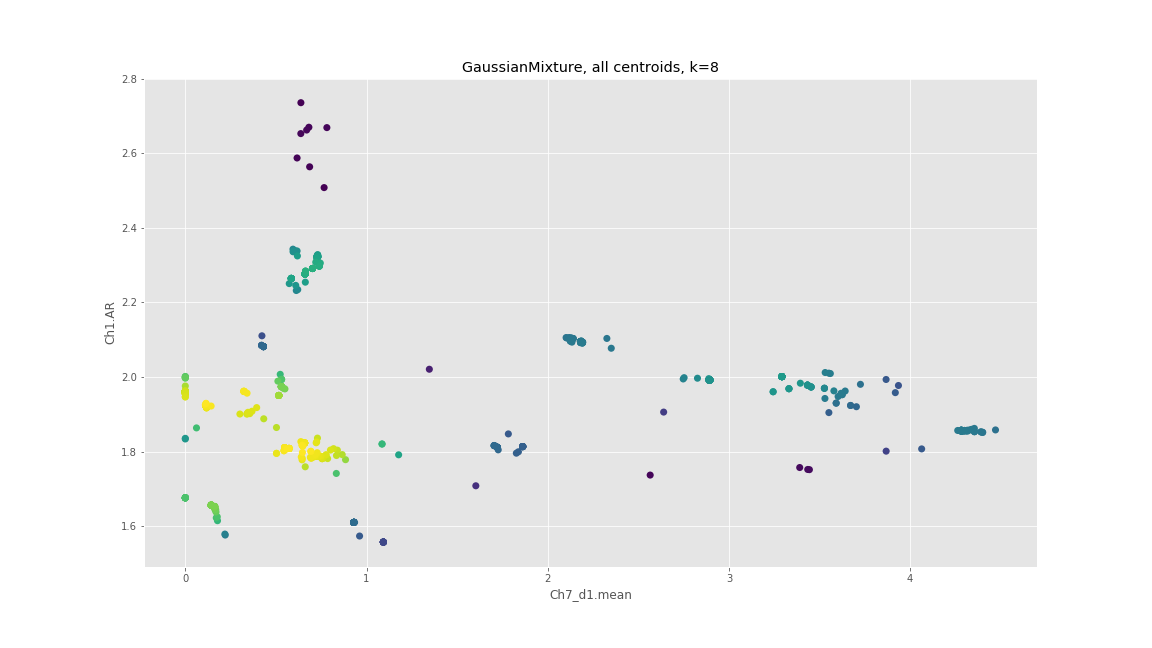 GaussianMixture, all centroids, k=8
2.8
2.6
2.4
2.2
2.0
1.8
1.6
Ch1.AR
0 1 2 3 4
Ch7_d1.mean